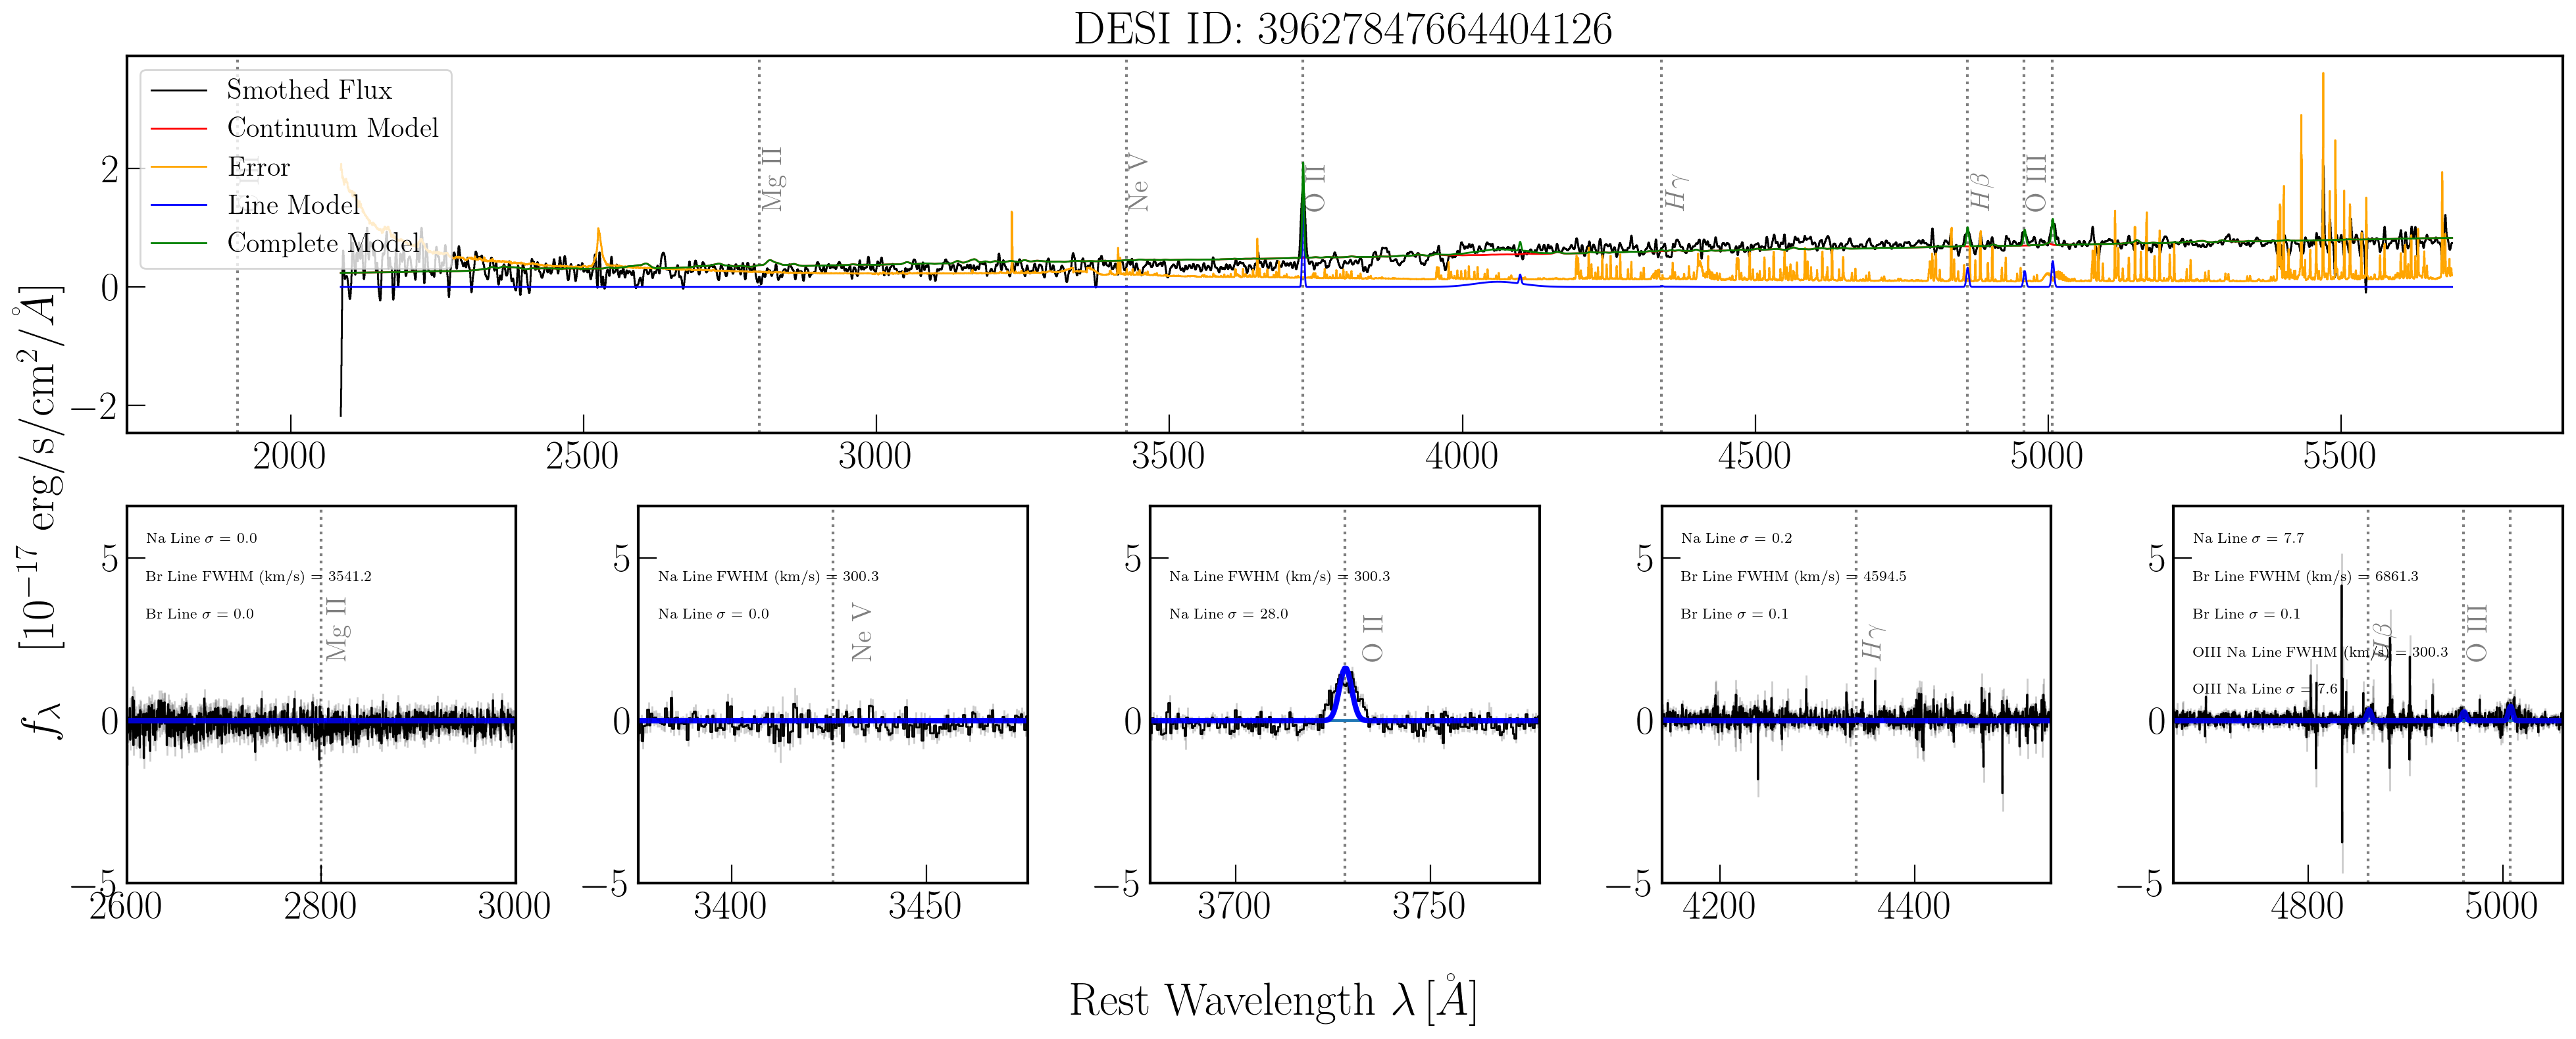 DESI ID: 39627847664404126
Smothed Flux
Continuum Model
Error
Line Model
Complete Model
Mg II
Ne V
O II
Hγ
Hβ
O III
2
0
−2
2000
2500
3000
3500
4000
4500
5000
5500
f_λ [10⁻¹⁷ erg/s/cm²/Å]
Na Line σ = 0.0
Br Line FWHM (km/s) = 3541.2
Br Line σ = 0.0
Mg II
5
0
−5
2600
2800
3000
Na Line FWHM (km/s) = 300.3
Na Line σ = 0.0
Ne V
5
0
−5
3400
3450
Na Line FWHM (km/s) = 300.3
Na Line σ = 28.0
O II
5
0
−5
3700
3750
Na Line σ = 0.2
Br Line FWHM (km/s) = 4594.5
Br Line σ = 0.1
Hγ
5
0
−5
4200
4400
Na Line σ = 7.7
Br Line FWHM (km/s) = 6861.3
Br Line σ = 0.1
OIII Na Line FWHM (km/s) = 300.3
OIII Na Line σ = 7.6
Hβ
O III
5
0
−5
4800
5000
Rest Wavelength λ [Å]